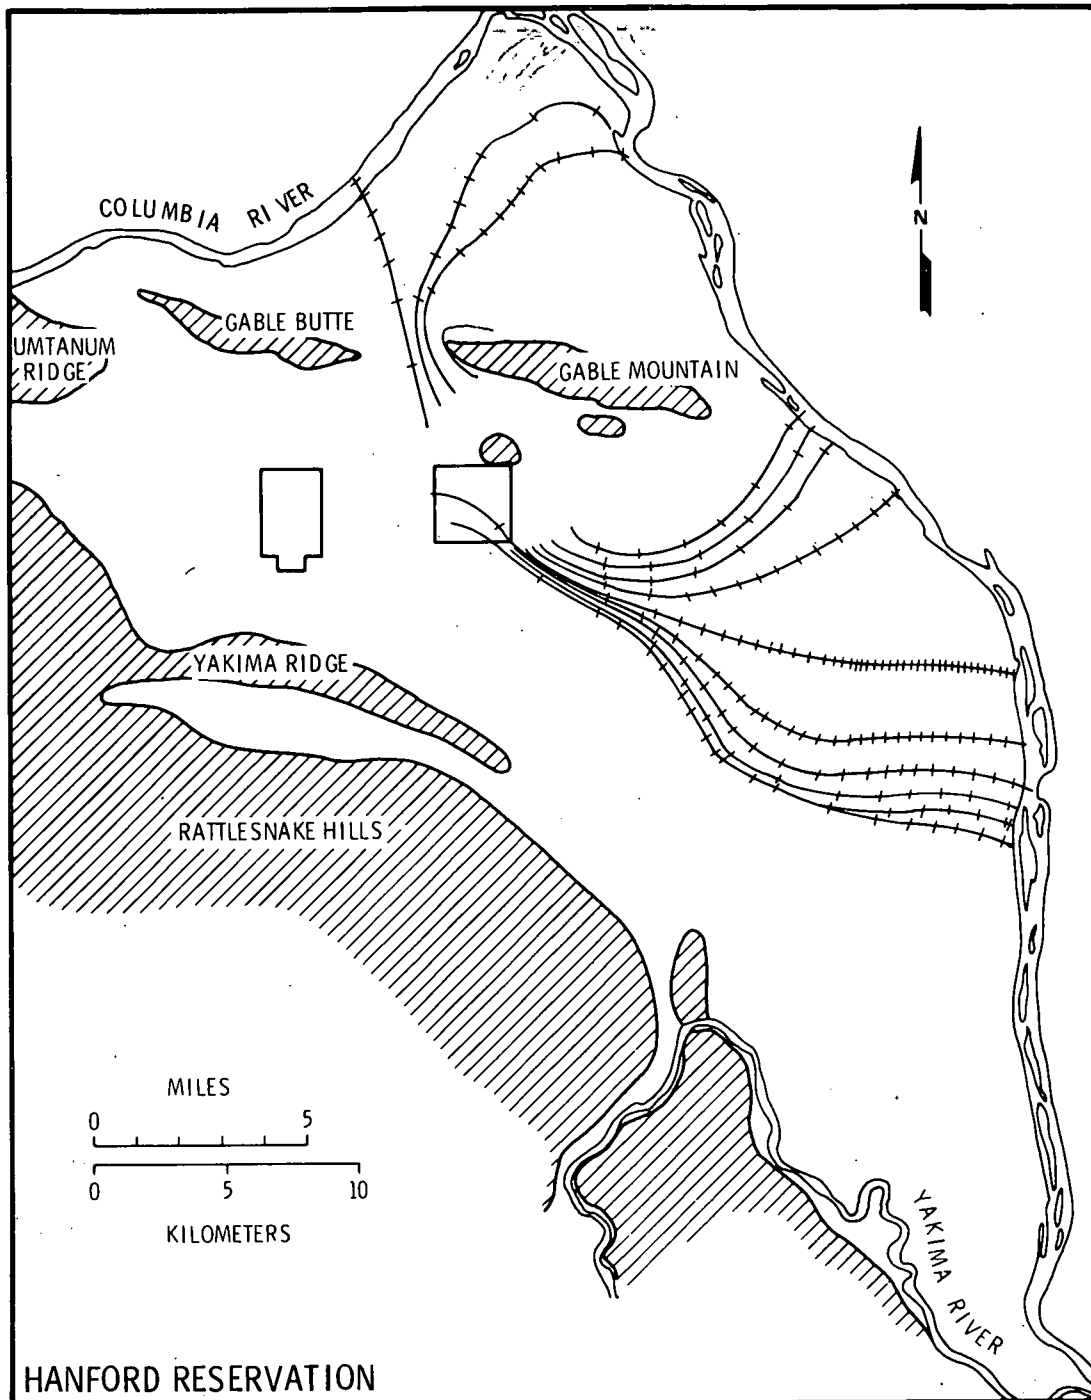 COLUMBIA RIVER
N
GABLE BUTTE
UMTANUM
RIDGE
GABLE MOUNTAIN
YAKIMA RIDGE
RATTLESNAKE HILLS
MILES
0 5
0 5 10
KILOMETERS
YAKIMA RIVER
HANFORD RESERVATION